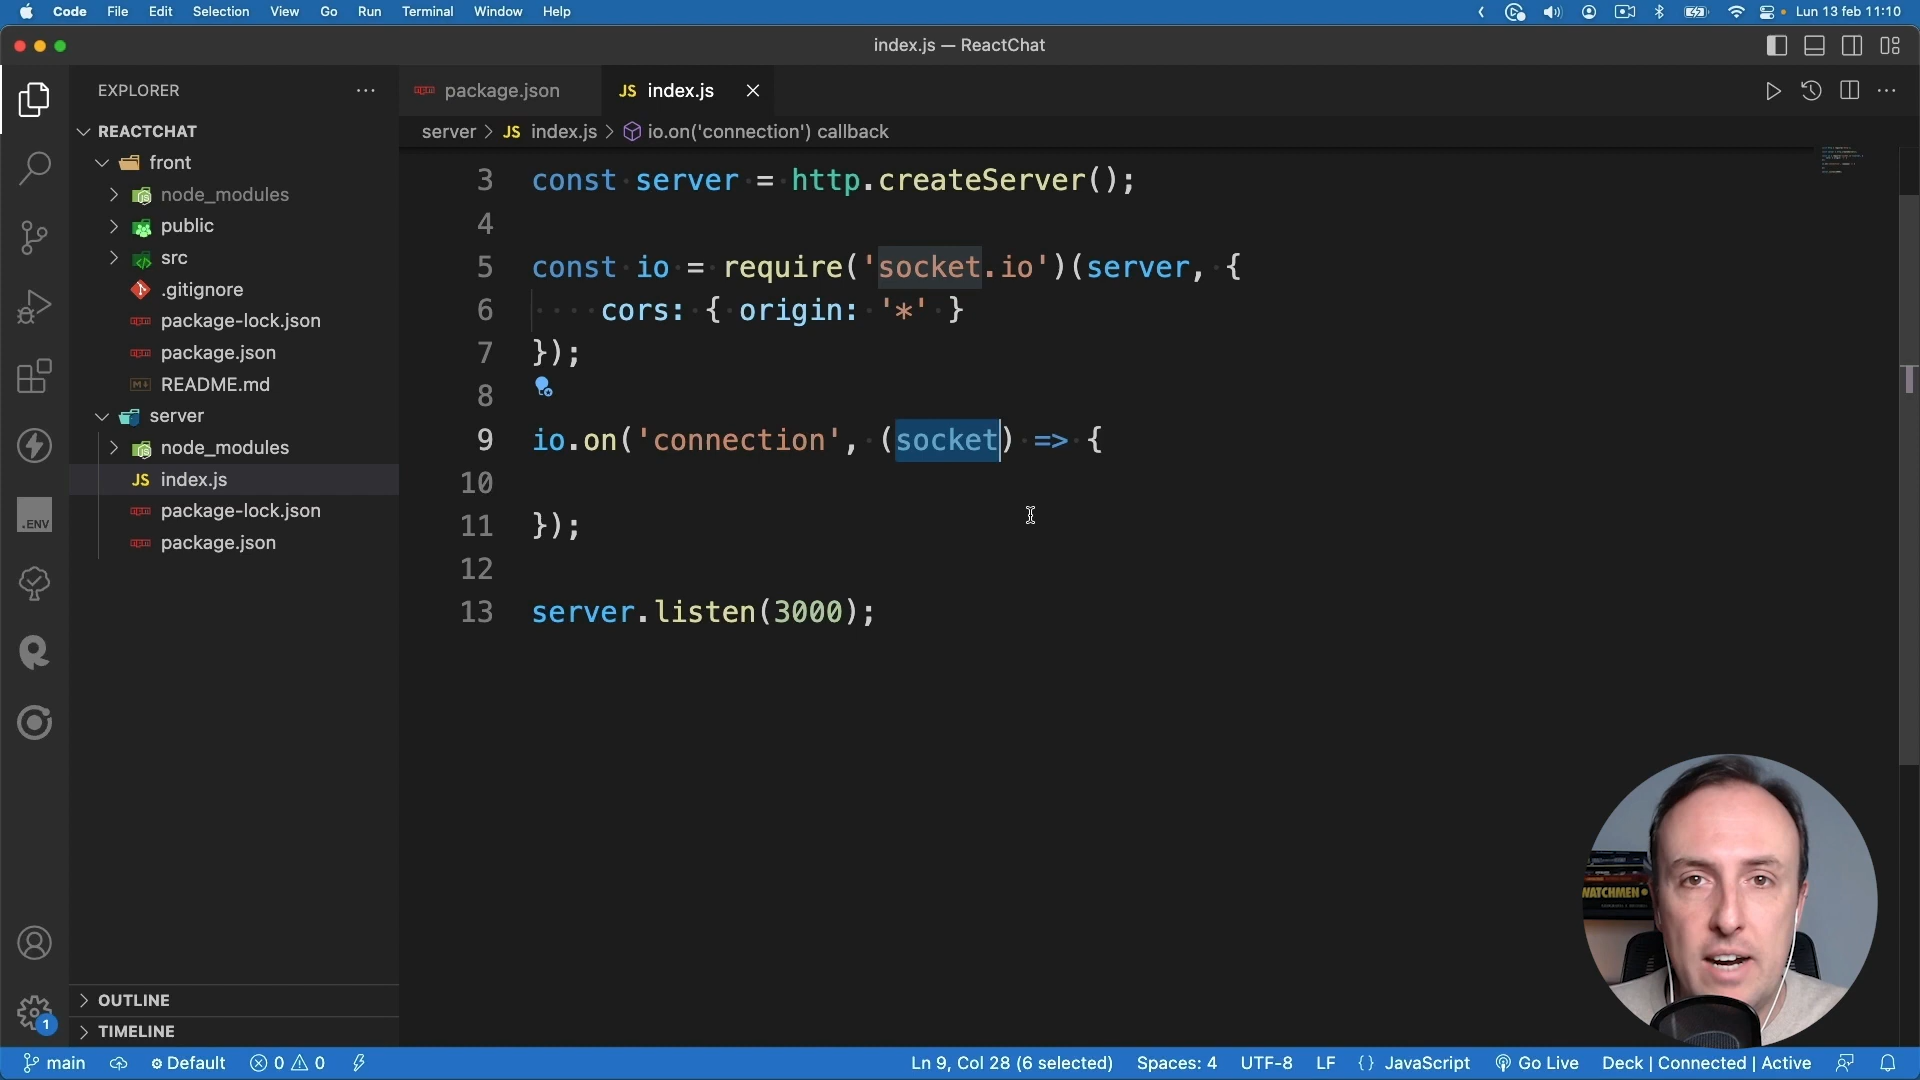 Code File Edit Selection View Go Run Terminal Window Help
Lun 13 feb 11:10
index.js — ReactChat
EXPLORER
REACTCHAT
front
node_modules
public
src
.gitignore
package-lock.json
package.json
README.md
server
node_modules
JS index.js
package-lock.json
package.json
OUTLINE
TIMELINE
.ENV
1
package.json
JS index.js
server > JS index.js > io.on('connection') callback
3 const server = http.createServer();
4
5 const io = require('socket.io')(server, {
6 cors: { origin: '*' }
7 });
8
9 io.on('connection', (socket) => {
10
11 });
12
13 server.listen(3000);
WATCHMEN
main Default 0 0
Ln 9, Col 28 (6 selected) Spaces: 4 UTF-8 LF {} JavaScript Go Live Deck | Connected | Active